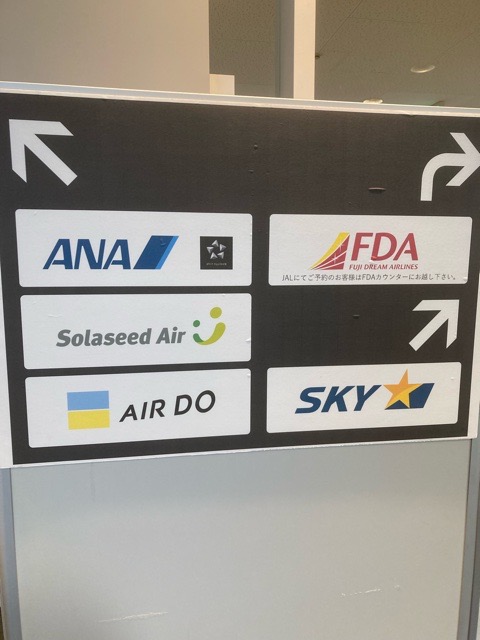 ANA
FDA
FUJI DREAM AIRLINES
JALにてご予約のお客様はFDAカウンターにお越し下さい。
Solaseed Air
AIR DO
SKY